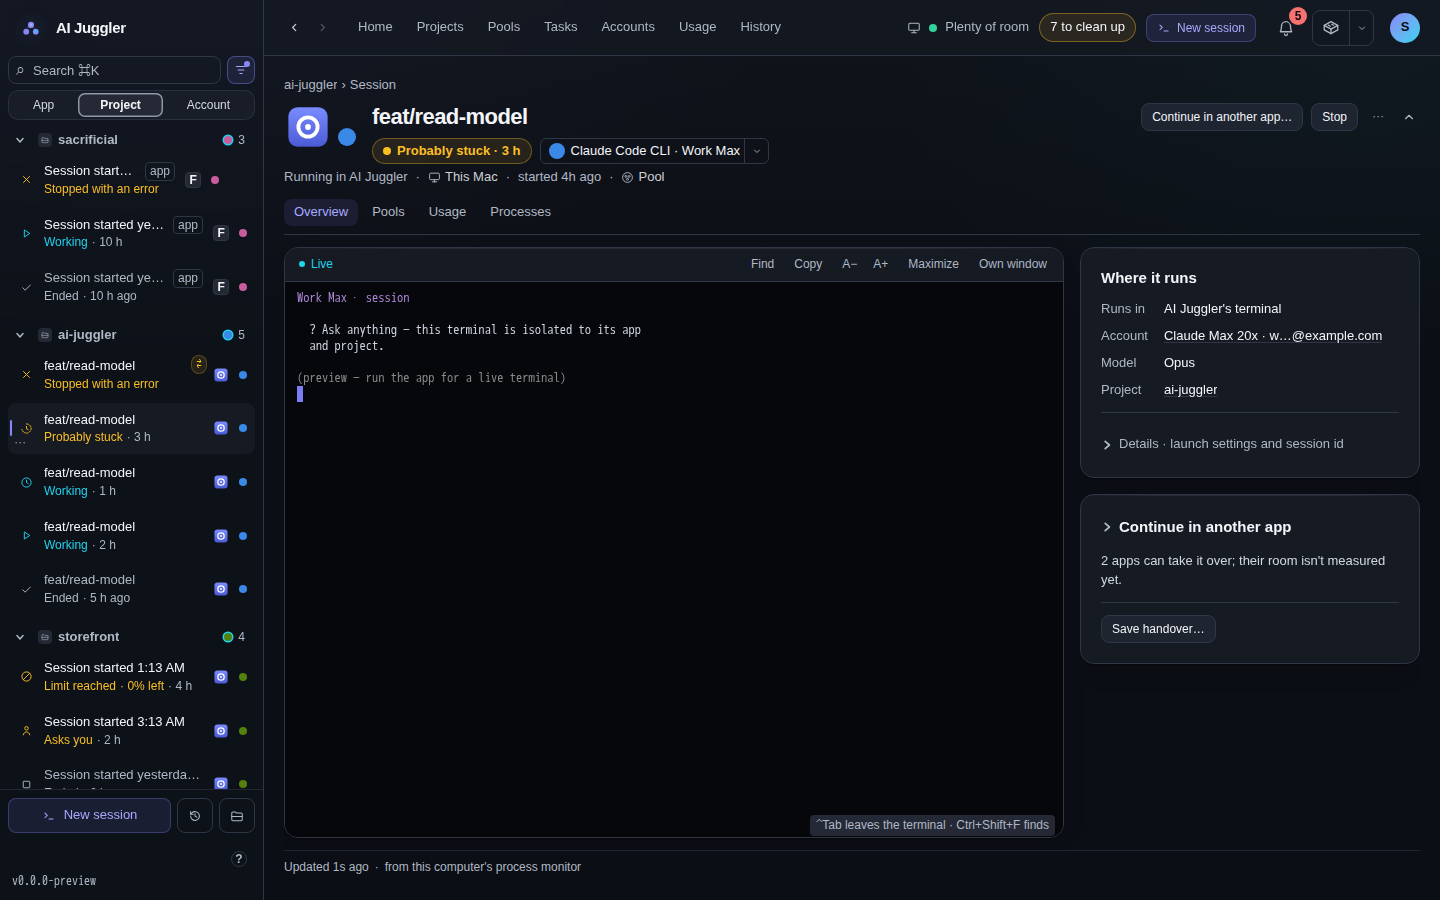 AI Juggler
Search ⌘K
App Project Account
sacrificial 3
Session start… app F
Stopped with an error
Session started ye… app F
Working · 10 h
Session started ye… app F
Ended · 10 h ago
ai-juggler 5
feat/read-model
Stopped with an error
feat/read-model
Probably stuck · 3 h
feat/read-model
Working · 1 h
feat/read-model
Working · 2 h
feat/read-model
Ended · 5 h ago
storefront 4
Session started 1:13 AM
Limit reached · 0% left · 4 h
Session started 3:13 AM
Asks you · 2 h
Session started yesterda…
New session
?
v0.0.0-preview
Home Projects Pools Tasks Accounts Usage History
Plenty of room 7 to clean up New session 5 S
ai-juggler › Session
feat/read-model
Continue in another app… Stop ···
Probably stuck · 3 h Claude Code CLI · Work Max
Running in AI Juggler · This Mac · started 4h ago · Pool
Overview Pools Usage Processes
Live Find Copy A− A+ Maximize Own window
Work Max · session
? Ask anything — this terminal is isolated to its app
and project.
(preview — run the app for a live terminal)
^Tab leaves the terminal · Ctrl+Shift+F finds
Where it runs
Runs in AI Juggler's terminal
Account Claude Max 20x · w…@example.com
Model Opus
Project ai-juggler
Details · launch settings and session id
Continue in another app
2 apps can take it over; their room isn't measured
yet.
Save handover…
Updated 1s ago · from this computer's process monitor